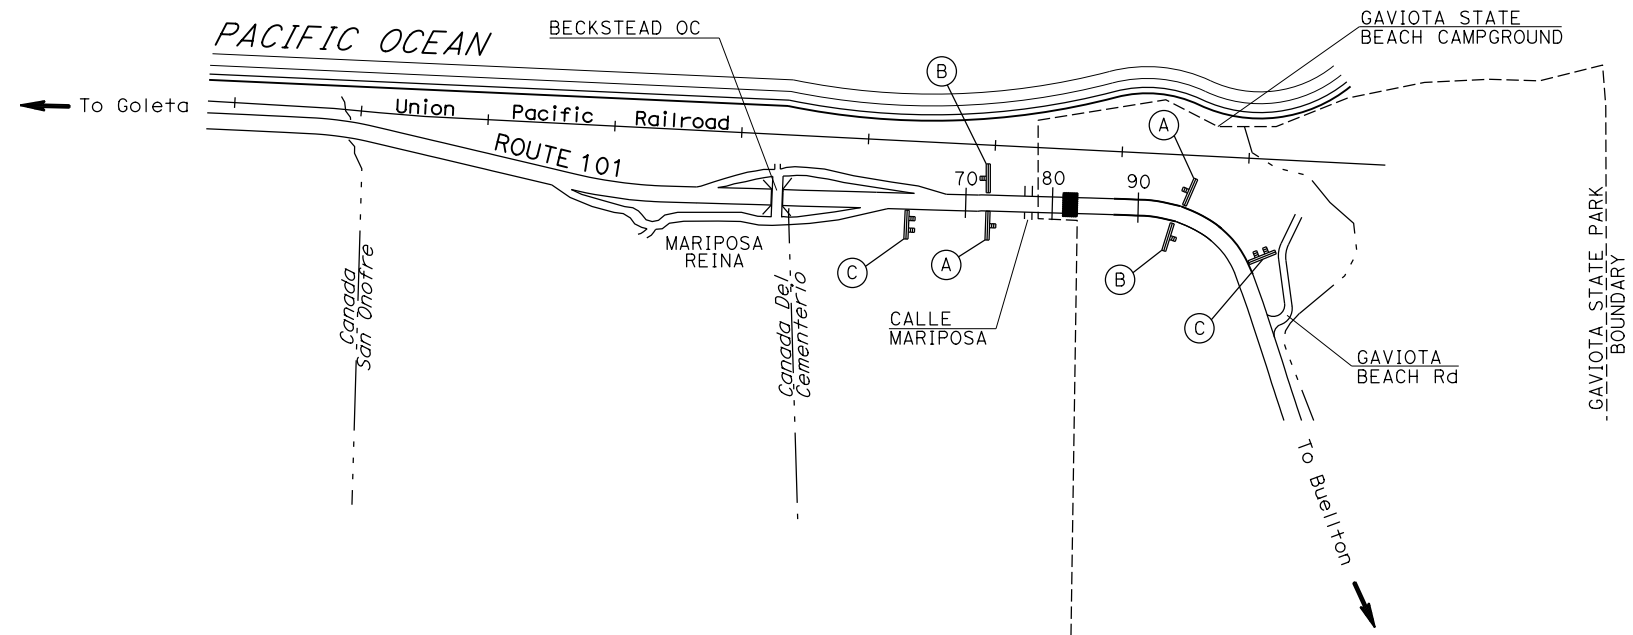 PACIFIC OCEAN
BECKSTEAD OC
GAVIOTA STATE
BEACH CAMPGROUND
B
To Goleta
Union Pacific Railroad
A
ROUTE 101
70
80
90
MARIPOSA
REINA
C
A
B
C
Canada
San Onofre
Canada Del
Cementerio
CALLE
MARIPOSA
GAVIOTA
BEACH Rd
GAVIOTA STATE PARK
BOUNDARY
To Buellton